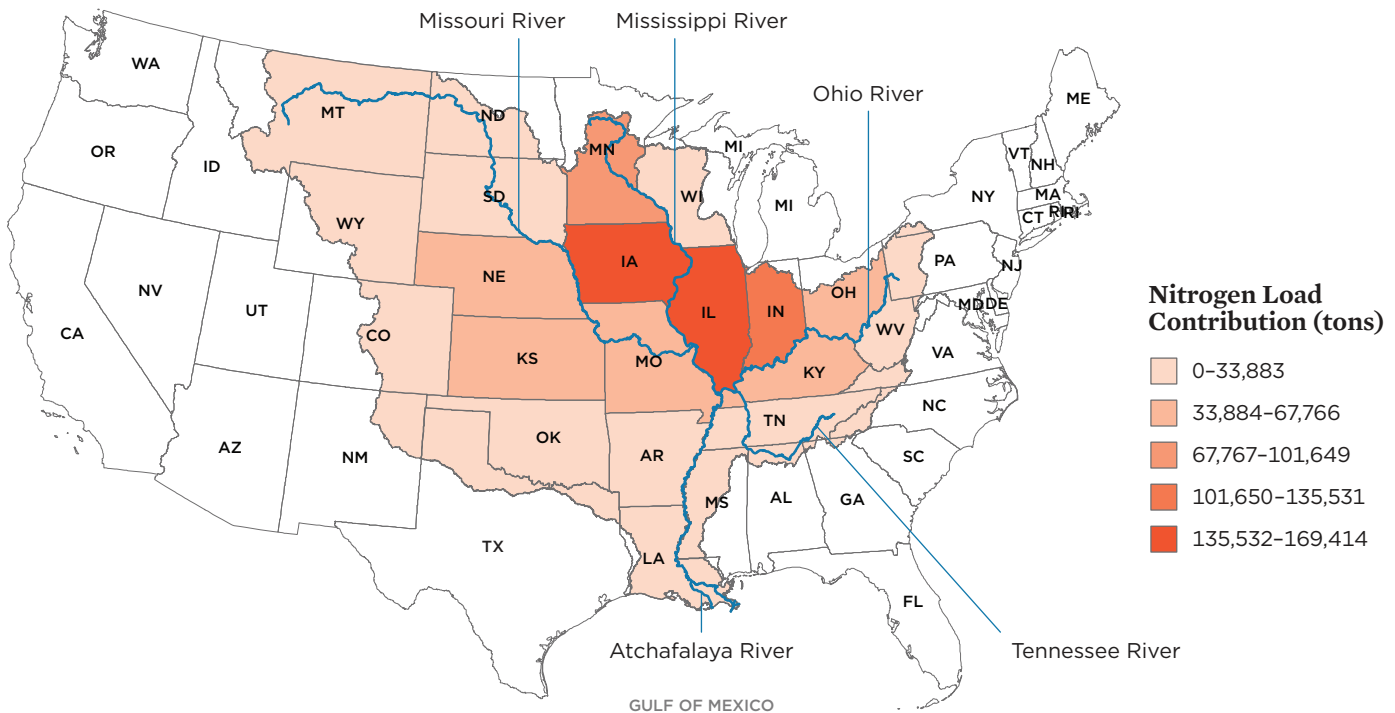 Missouri River
Mississippi River
Ohio River
WA
MT
ND
MN
MI
ME
OR
ID
SD
WI
MI
VT
NH
NY
MA
CT
RI
RI
WY
NE
IA
PA
NJ
NV
UT
CO
IL
IN
OH
MD
DE
CA
KS
MO
WV
VA
KY
AZ
NM
OK
AR
TN
NC
SC
MS
AL
GA
TX
LA
FL
Atchafalaya River
Tennessee River
GULF OF MEXICO
Nitrogen Load
Contribution (tons)
0–33,883
33,884–67,766
67,767–101,649
101,650–135,531
135,532–169,414